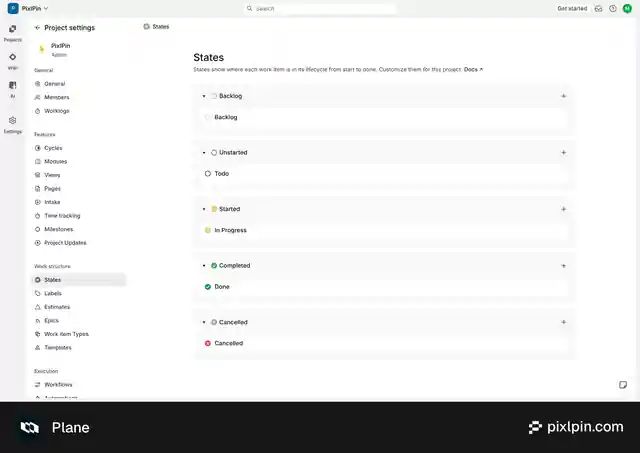 PixlPin
Search
Get started
Projects
Wiki
AI
Settings
Project settings
PixlPin
Admin
General
General
Members
Worklogs
Features
Cycles
Modules
Views
Pages
Intake
Time tracking
Milestones
Project Updates
Work structure
States
Labels
Estimates
Epics
Work item Types
Templates
Execution
Workflows
States
States
States show where each work item is in its lifecycle from start to done. Customize them for this project. Docs ↗
Backlog
Backlog
Unstarted
Todo
Started
In Progress
Completed
Done
Cancelled
Cancelled
Plane
pixlpin.com